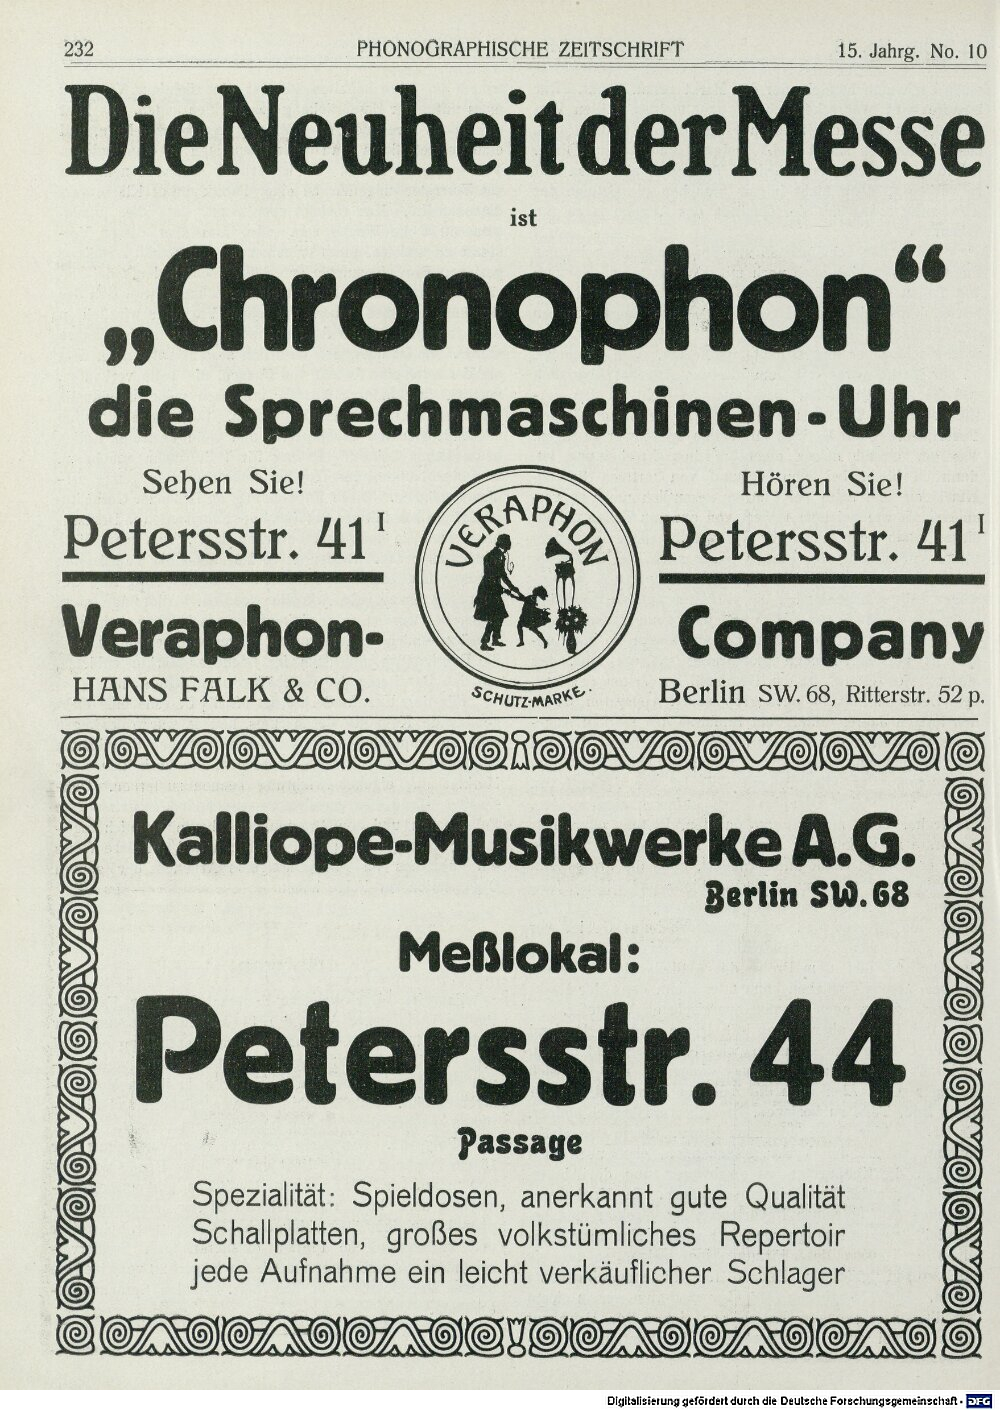 232 PHONOGRAPHISCHE ZEITSCHRIFT 15. Jahrg. No. 10
Die Neuheit der Messe
ist
„Chronophon“
die Sprechmaschinen-Uhr
Sehen Sie!
Petersstr. 41 I
Hören Sie!
Petersstr. 41 I
VERAPHON
SCHUTZ-MARKE.
Veraphon-Company
HANS FALK & CO. Berlin SW. 68, Ritterstr. 52 p.
Kalliope-Musikwerke A.G.
Berlin SW. 68
Meßlokal:
Petersstr. 44
Passage
Spezialität: Spieldosen, anerkannt gute Qualität
Schallplatten, großes volkstümliches Repertoir
jede Aufnahme ein leicht verkäuflicher Schlager
Digitalisierung gefördert durch die Deutsche Forschungsgemeinschaft - DFG